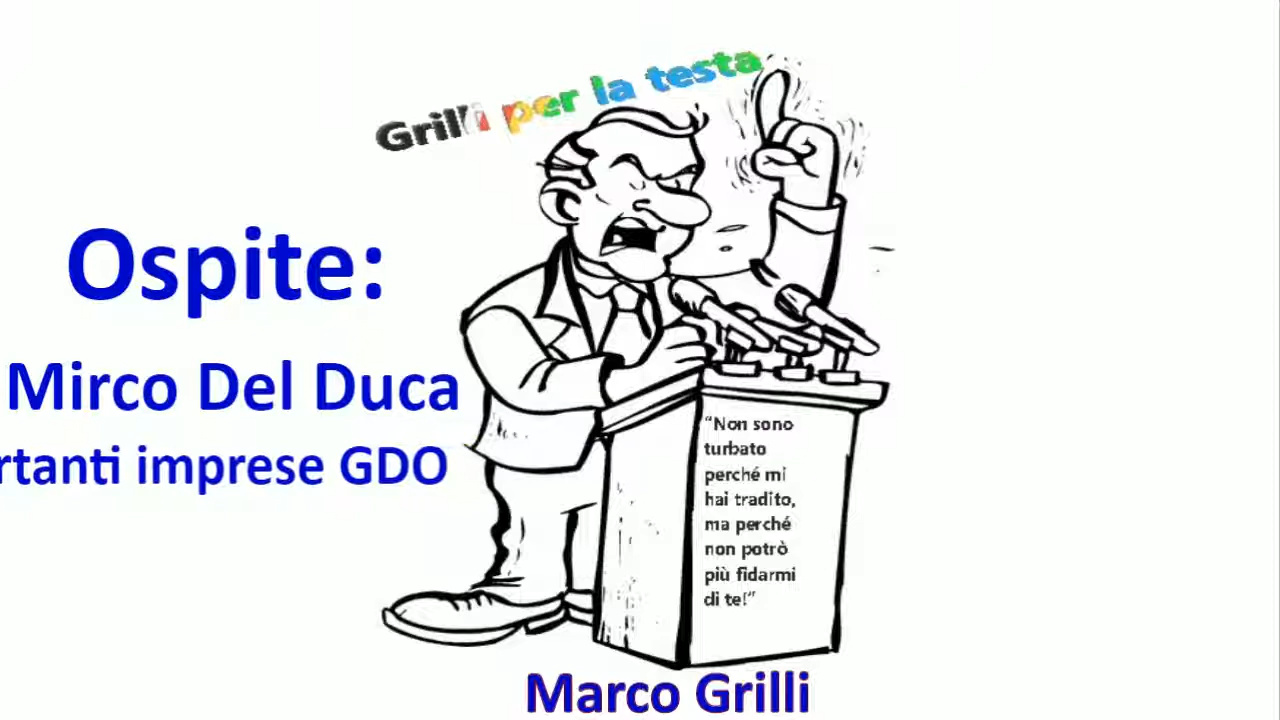 Grilli per la testa
Ospite:
Mirco Del Duca
rtanti imprese GDO
"Non sono
turbato
perché mi
hai tradito,
ma perché
non potrò
più fidarmi
di te!"
Marco Grilli